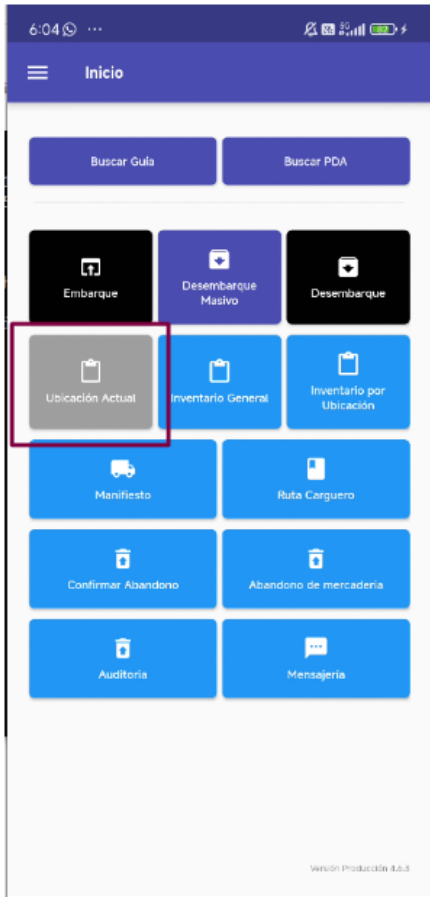 6:04 ...
Inicio
Buscar Guía
Buscar PDA
Embarque
Desembarque
Masivo
Desembarque
Ubicación Actual
Inventario General
Inventario por
Ubicación
Manifiesto
Ruta Carguero
Confirmar Abandono
Abandono de mercadería
Auditoria
Mensajería
Versión Producción 4.6.3